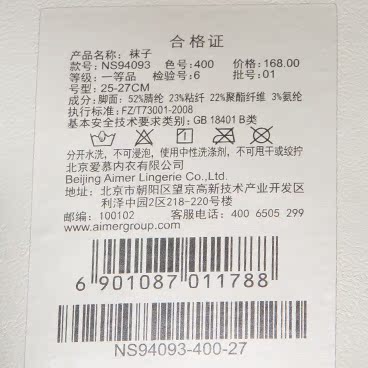 合格证
产品名称: 袜子
款号: NS94093 色号: 400 价格: 168.00
等级: 一等品 检验号: 6 批号: 01
号型: 25-27CM
成分: 脚面: 52%腈纶 23%粘纤 22%聚酯纤维 3%氨纶
执行标准: FZ/T73001-2008
基本安全技术要求类别: GB 18401 B类
分开水洗, 不可浸泡, 使用中性洗涤剂, 不可甩干或绞拧
北京爱慕内衣有限公司
Beijing Aimer Lingerie Co., Ltd.
地址: 北京市朝阳区望京高新技术产业开发区
利泽中园2区218-220号楼
邮编: 100102 客服电话: 400 6505 299
www.aimergroup.com
6 901087 011788
NS94093-400-27